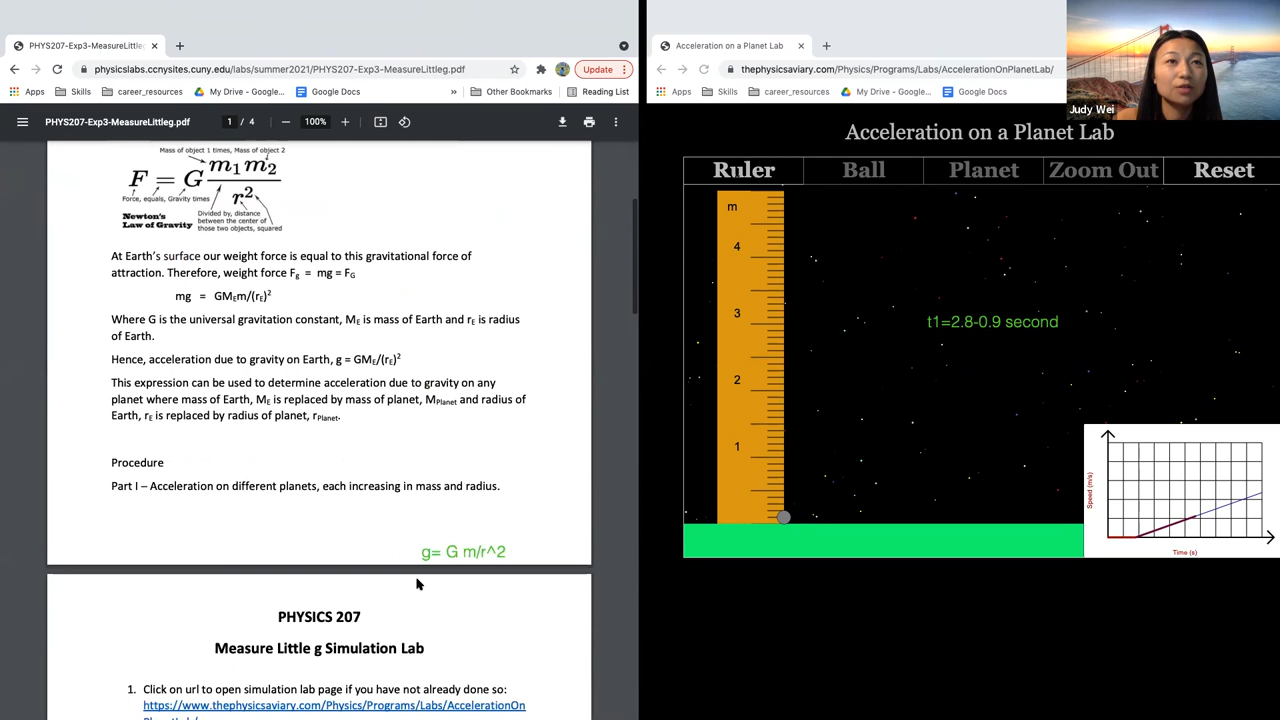 PHYS207-Exp3-MeasureLittleg
physicslabs.ccnysites.cuny.edu/labs/summer2021/PHYS207-Exp3-MeasureLittleg.pdf
Update
Apps
Skills
career_resources
My Drive - Google...
Google Docs
»
Other Bookmarks
Reading List
PHYS207-Exp3-MeasureLittleg.pdf
1 / 4
100%
Mass of object 1 times, Mass of object 2
F = G m1 m2 / r2
Force, equals, Gravity times
Newton's
Law of Gravity
Divided by, distance
between the center of
those two objects, squared
At Earth's surface our weight force is equal to this gravitational force of
attraction. Therefore, weight force Fg = mg = FG
mg = GMEm/(rE)2
Where G is the universal gravitation constant, ME is mass of Earth and rE is radius
of Earth.
Hence, acceleration due to gravity on Earth, g = GME/(rE)2
This expression can be used to determine acceleration due to gravity on any
planet where mass of Earth, ME is replaced by mass of planet, MPlanet and radius of
Earth, rE is replaced by radius of planet, rPlanet.
Procedure
Part I – Acceleration on different planets, each increasing in mass and radius.
g= G m/r^2
PHYSICS 207
Measure Little g Simulation Lab
1. Click on url to open simulation lab page if you have not already done so:
https://www.thephysicsaviary.com/Physics/Programs/Labs/AccelerationOn
Acceleration on a Planet Lab
thephysicsaviary.com/Physics/Programs/Labs/AccelerationOnPlanetLab/
Apps
Skills
career_resources
My Drive - Google...
Google Docs
Judy Wei
Acceleration on a Planet Lab
Ruler
Ball
Planet
Zoom Out
Reset
m
4
3
2
1
t1=2.8-0.9 second
Speed (m/s)
Time (s)